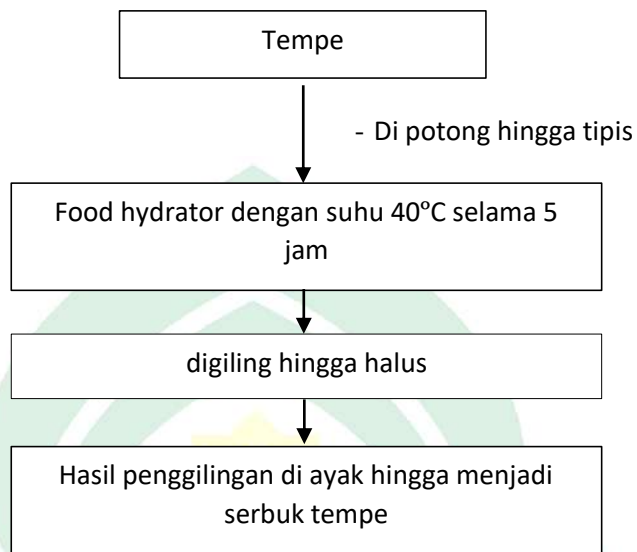 Tempe
- Di potong hingga tipis
Food hydrator dengan suhu 40°C selama 5
jam
digiling hingga halus
Hasil penggilingan di ayak hingga menjadi
serbuk tempe